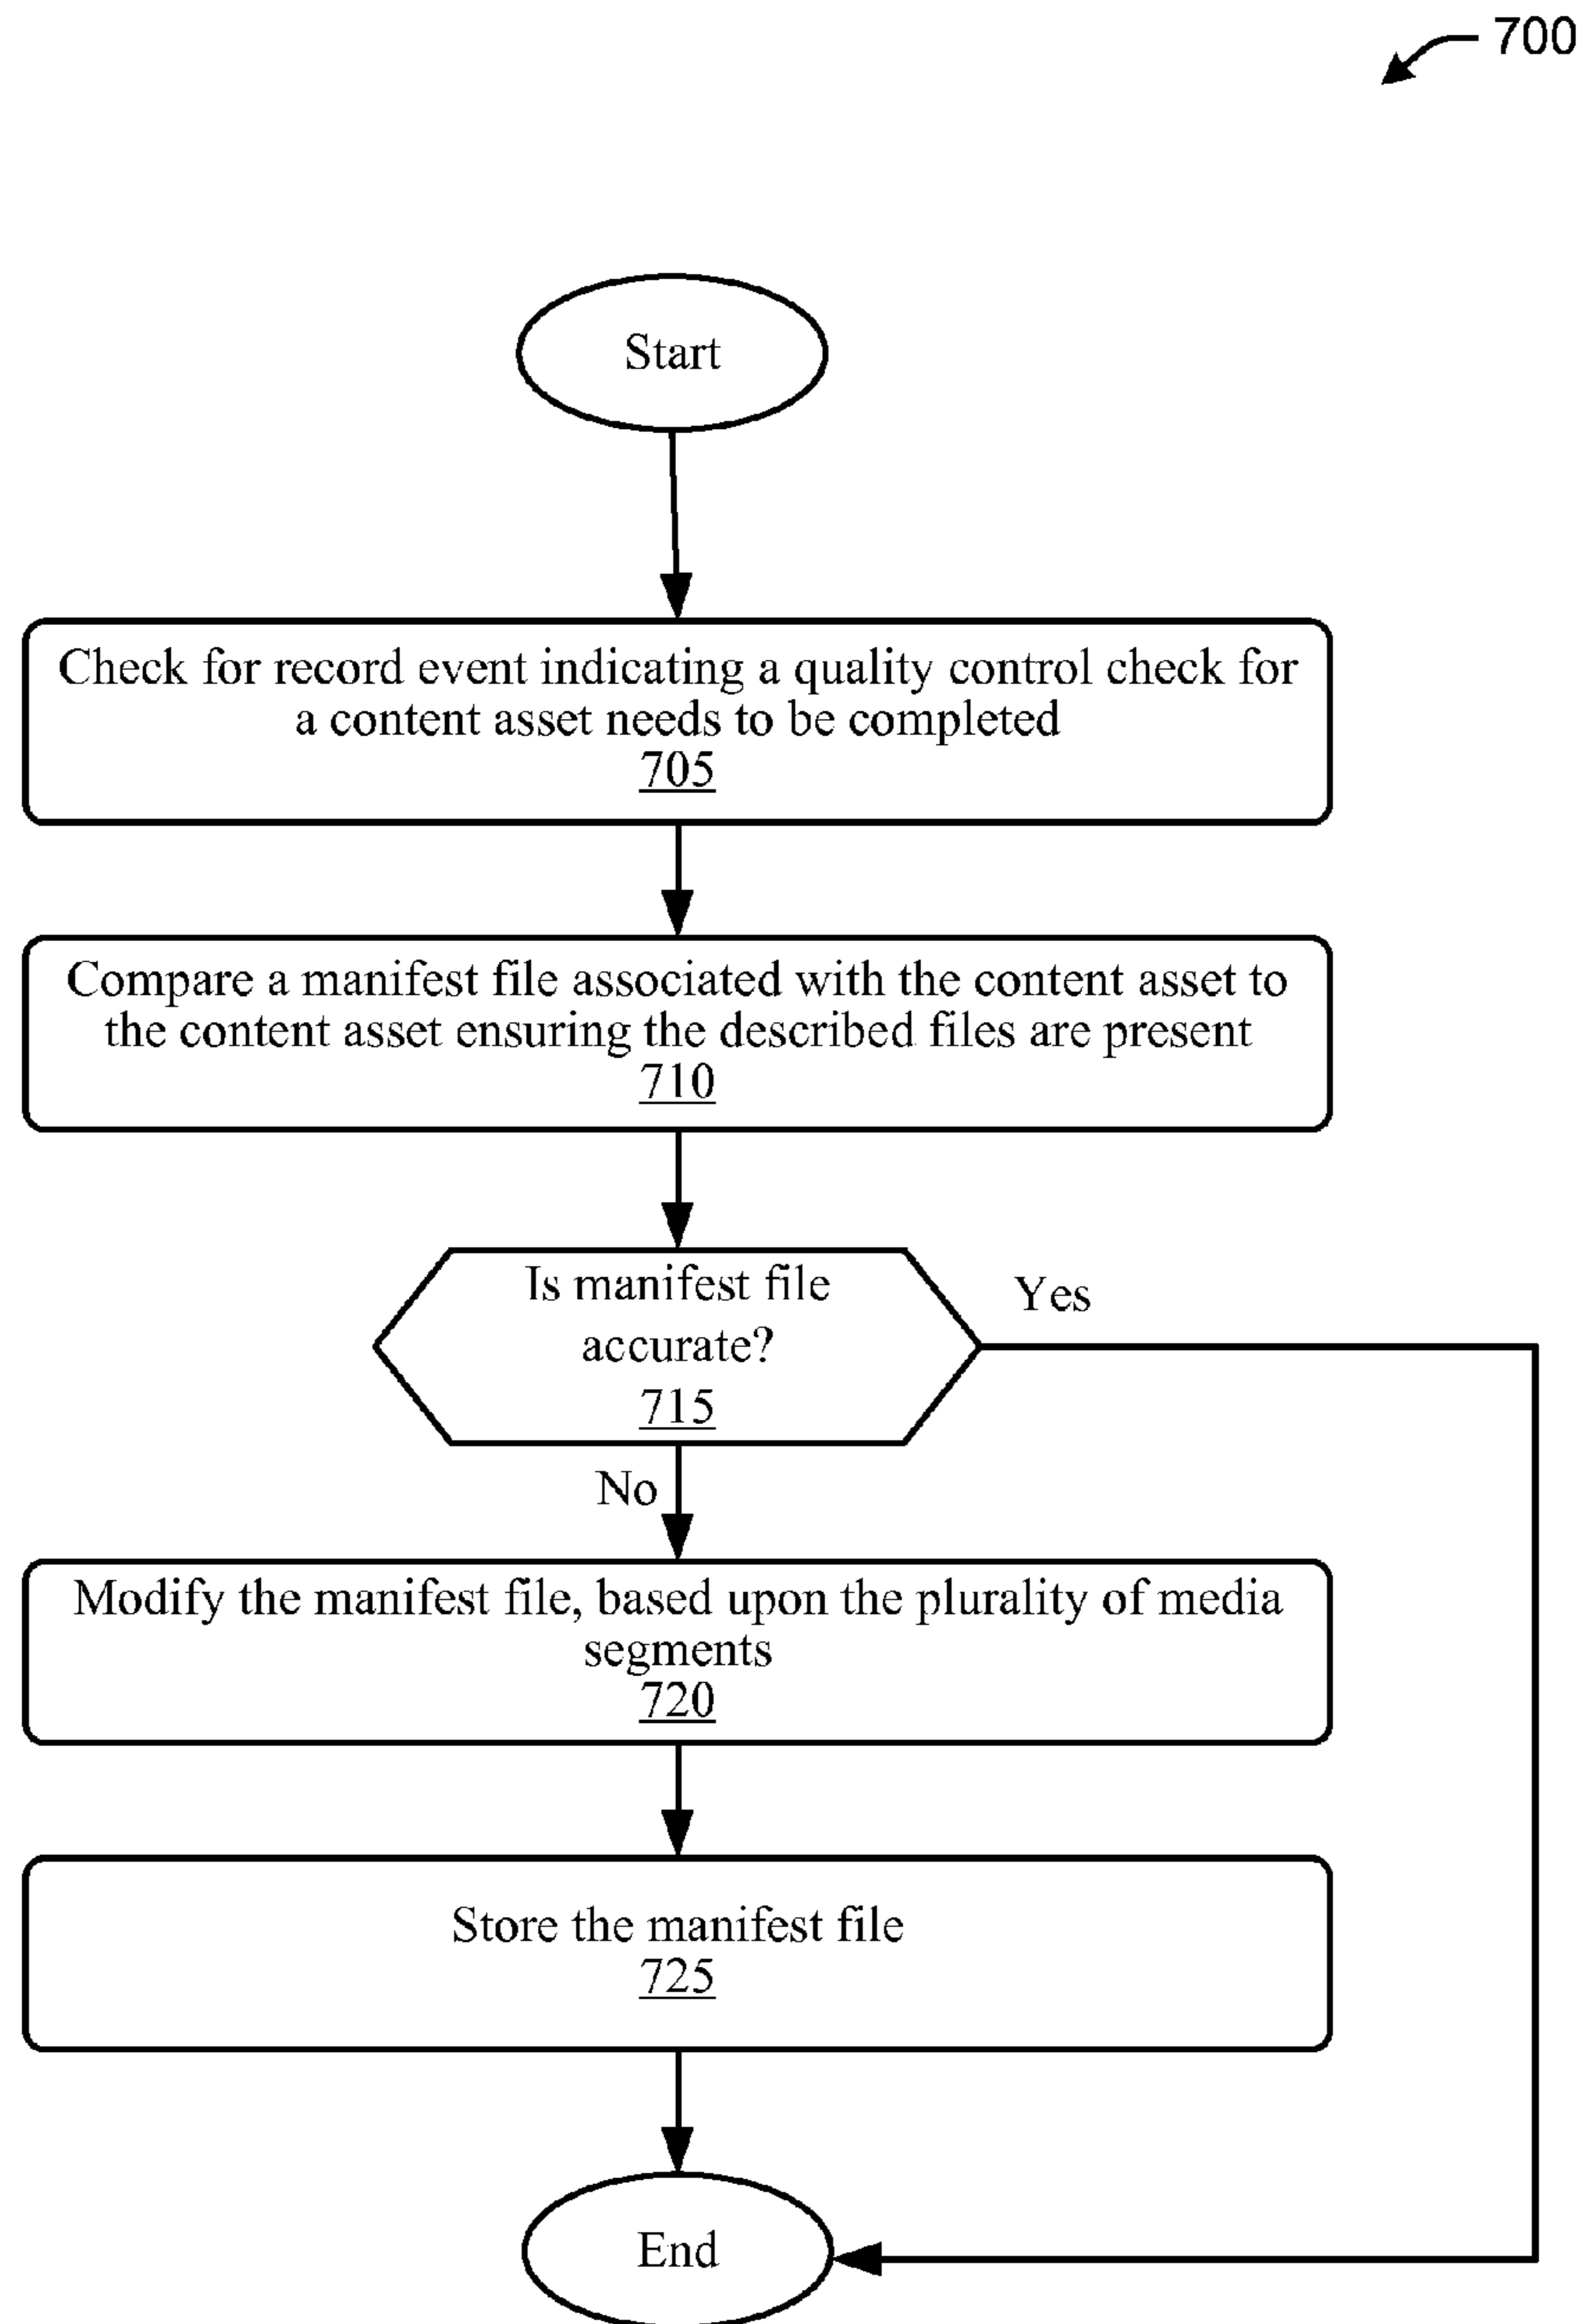 700
Start
Check for record event indicating a quality control check for
a content asset needs to be completed
705
Compare a manifest file associated with the content asset to
the content asset ensuring the described files are present
710
Is manifest file
accurate?
715
Yes
No
Modify the manifest file, based upon the plurality of media
segments
720
Store the manifest file
725
End